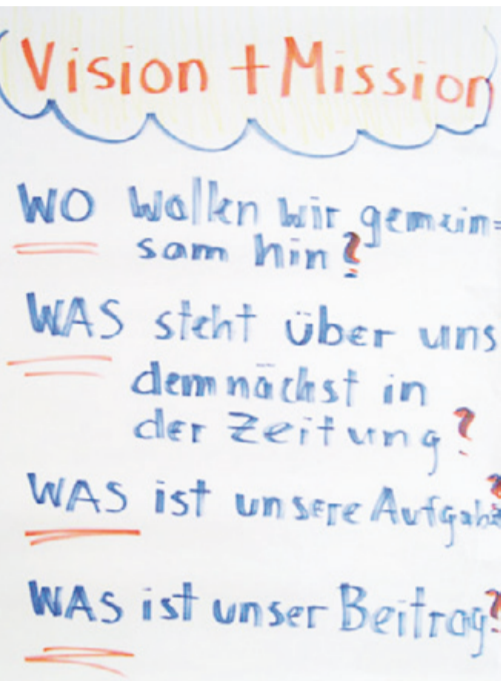 Vision + Mission
WO wollen wir gemein=
sam hin?
WAS steht über uns
demnächst in
der Zeitung?
WAS ist unsere Aufgabe?
WAS ist unser Beitrag?